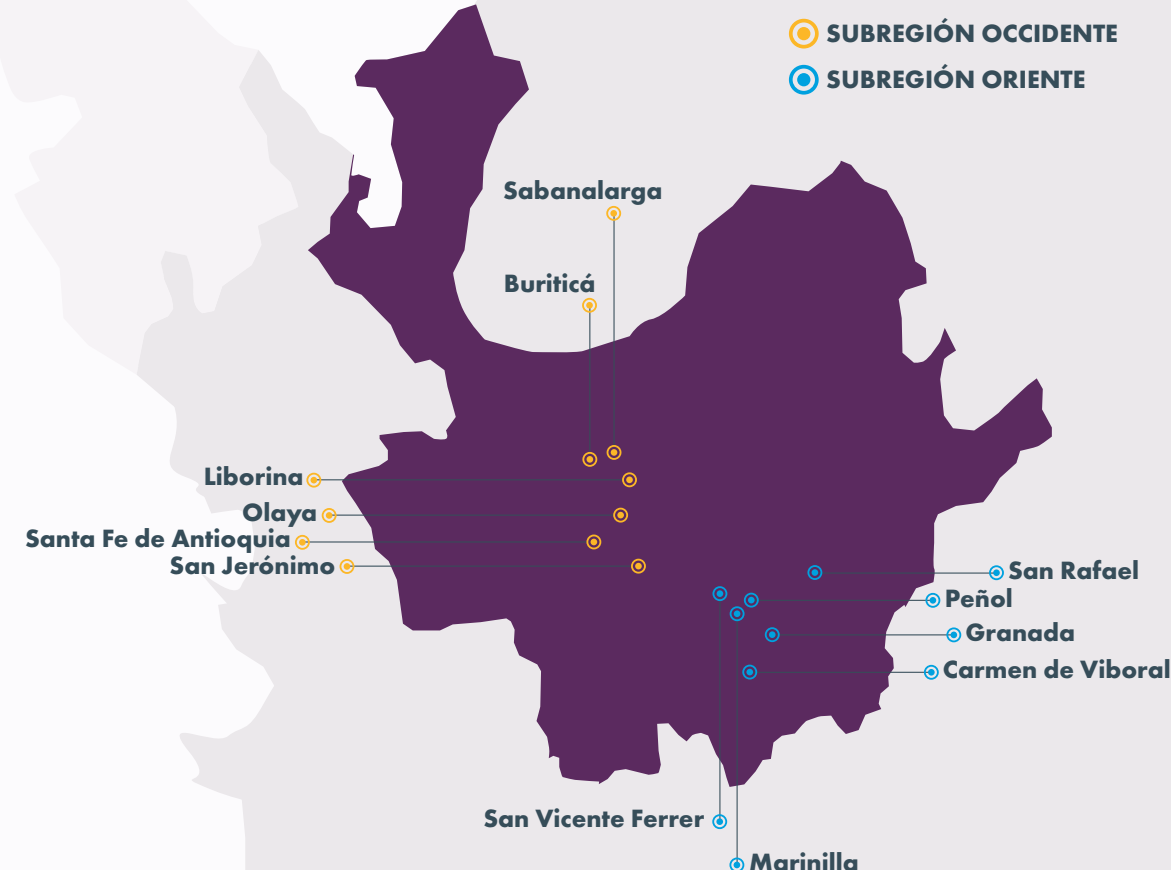 SUBREGIÓN OCCIDENTE
SUBREGIÓN ORIENTE
Sabanalarga
Buriticá
Liborina
Olaya
Santa Fe de Antioquia
San Jerónimo
San Rafael
Peñol
Granada
Carmen de Viboral
San Vicente Ferrer
Marinilla